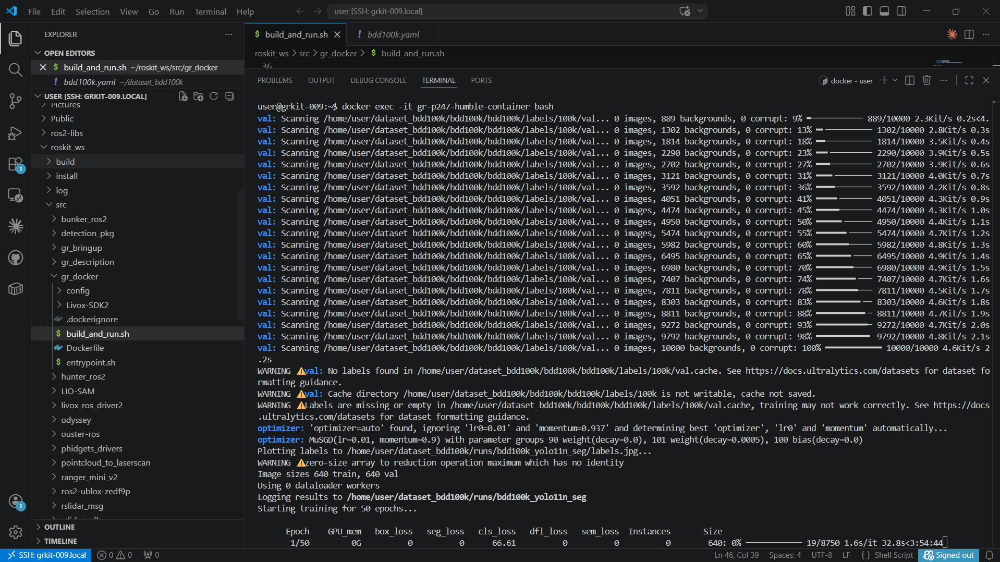 File Edit Selection View Go Run Terminal Help
user [SSH: grkit-009.local]
EXPLORER
OPEN EDITORS
build_and_run.sh ~/roskit_ws/src/gr_docker
bdd100k.yaml ~/dataset_bdd100k
USER [SSH: GRKIT-009.LOCAL]
Pictures
Public
ros2-libs
roskit_ws
build
install
log
src
bunker_ros2
detection_pkg
gr_bringup
gr_description
gr_docker
config
Livox-SDK2
.dockerignore
build_and_run.sh
Dockerfile
entrypoint.sh
hunter_ros2
LIO-SAM
livox_ros_driver2
odyssey
ouster-ros
phidgets_drivers
pointcloud_to_laserscan
ranger_mini_v2
ros2-ublox-zedf9p
rslidar_msg
rslidar_sdk
OUTLINE
TIMELINE
1
1
$ build_and_run.sh
! bdd100k.yaml
roskit_ws > src > gr_docker > $ build_and_run.sh
36
PROBLEMS OUTPUT DEBUG CONSOLE TERMINAL PORTS
docker - user
user@grkit-009:~$ docker exec -it gr-p247-humble-container bash
val: Scanning /home/user/dataset_bdd100k/bdd100k/bdd100k/labels/100k/val... 0 images, 889 backgrounds, 0 corrupt: 9% 889/10000 2.3Kit/s 0.2s<4.
val: Scanning /home/user/dataset_bdd100k/bdd100k/bdd100k/labels/100k/val... 0 images, 1302 backgrounds, 0 corrupt: 13% 1302/10000 2.8Kit/s 0.3s
val: Scanning /home/user/dataset_bdd100k/bdd100k/bdd100k/labels/100k/val... 0 images, 1814 backgrounds, 0 corrupt: 18% 1814/10000 3.5Kit/s 0.4s
val: Scanning /home/user/dataset_bdd100k/bdd100k/bdd100k/labels/100k/val... 0 images, 2290 backgrounds, 0 corrupt: 23% 2290/10000 3.9Kit/s 0.5s
val: Scanning /home/user/dataset_bdd100k/bdd100k/bdd100k/labels/100k/val... 0 images, 2702 backgrounds, 0 corrupt: 27% 2702/10000 3.9Kit/s 0.6s
val: Scanning /home/user/dataset_bdd100k/bdd100k/bdd100k/labels/100k/val... 0 images, 3121 backgrounds, 0 corrupt: 31% 3121/10000 4.0Kit/s 0.7s
val: Scanning /home/user/dataset_bdd100k/bdd100k/bdd100k/labels/100k/val... 0 images, 3592 backgrounds, 0 corrupt: 36% 3592/10000 4.2Kit/s 0.8s
val: Scanning /home/user/dataset_bdd100k/bdd100k/bdd100k/labels/100k/val... 0 images, 4051 backgrounds, 0 corrupt: 41% 4051/10000 4.3Kit/s 0.9s
val: Scanning /home/user/dataset_bdd100k/bdd100k/bdd100k/labels/100k/val... 0 images, 4474 backgrounds, 0 corrupt: 45% 4474/10000 4.3Kit/s 1.0s
val: Scanning /home/user/dataset_bdd100k/bdd100k/bdd100k/labels/100k/val... 0 images, 4950 backgrounds, 0 corrupt: 50% 4950/10000 4.4Kit/s 1.1s
val: Scanning /home/user/dataset_bdd100k/bdd100k/bdd100k/labels/100k/val... 0 images, 5474 backgrounds, 0 corrupt: 55% 5474/10000 4.7Kit/s 1.2s
val: Scanning /home/user/dataset_bdd100k/bdd100k/bdd100k/labels/100k/val... 0 images, 5982 backgrounds, 0 corrupt: 60% 5982/10000 4.8Kit/s 1.3s
val: Scanning /home/user/dataset_bdd100k/bdd100k/bdd100k/labels/100k/val... 0 images, 6495 backgrounds, 0 corrupt: 65% 6495/10000 4.9Kit/s 1.4s
val: Scanning /home/user/dataset_bdd100k/bdd100k/bdd100k/labels/100k/val... 0 images, 6980 backgrounds, 0 corrupt: 70% 6980/10000 4.9Kit/s 1.5s
val: Scanning /home/user/dataset_bdd100k/bdd100k/bdd100k/labels/100k/val... 0 images, 7407 backgrounds, 0 corrupt: 74% 7407/10000 4.7Kit/s 1.6s
val: Scanning /home/user/dataset_bdd100k/bdd100k/bdd100k/labels/100k/val... 0 images, 7811 backgrounds, 0 corrupt: 78% 7811/10000 4.5Kit/s 1.7s
val: Scanning /home/user/dataset_bdd100k/bdd100k/bdd100k/labels/100k/val... 0 images, 8303 backgrounds, 0 corrupt: 83% 8303/10000 4.6Kit/s 1.8s
val: Scanning /home/user/dataset_bdd100k/bdd100k/bdd100k/labels/100k/val... 0 images, 8811 backgrounds, 0 corrupt: 88% 8811/10000 4.7Kit/s 1.9s
val: Scanning /home/user/dataset_bdd100k/bdd100k/bdd100k/labels/100k/val... 0 images, 9272 backgrounds, 0 corrupt: 93% 9272/10000 4.7Kit/s 2.0s
val: Scanning /home/user/dataset_bdd100k/bdd100k/bdd100k/labels/100k/val... 0 images, 9792 backgrounds, 0 corrupt: 98% 9792/10000 4.8Kit/s 2.1s
val: Scanning /home/user/dataset_bdd100k/bdd100k/bdd100k/labels/100k/val... 0 images, 10000 backgrounds, 0 corrupt: 100% 10000/10000 4.6Kit/s 2
.2s
WARNING ⚠️val: No labels found in /home/user/dataset_bdd100k/bdd100k/bdd100k/labels/100k/val.cache. See https://docs.ultralytics.com/datasets for dataset fo
rmatting guidance.
WARNING ⚠️val: Cache directory /home/user/dataset_bdd100k/bdd100k/bdd100k/labels/100k is not writable, cache not saved.
WARNING ⚠️Labels are missing or empty in /home/user/dataset_bdd100k/bdd100k/bdd100k/labels/100k/val.cache, training may not work correctly. See https://docs
.ultralytics.com/datasets for dataset formatting guidance.
optimizer: 'optimizer=auto' found, ignoring 'lr0=0.01' and 'momentum=0.937' and determining best 'optimizer', 'lr0' and 'momentum' automatically...
optimizer: MuSGD(lr=0.01, momentum=0.9) with parameter groups 90 weight(decay=0.0), 101 weight(decay=0.0005), 100 bias(decay=0.0)
Plotting labels to /home/user/dataset_bdd100k/runs/bdd100k_yolo11n_seg/labels.jpg...
WARNING ⚠️zero-size array to reduction operation maximum which has no identity
Image sizes 640 train, 640 val
Using 0 dataloader workers
Logging results to /home/user/dataset_bdd100k/runs/bdd100k_yolo11n_seg
Starting training for 50 epochs...
Epoch GPU_mem box_loss seg_loss cls_loss dfl_loss sem_loss Instances Size
1/50 0G 0 0 66.61 0 0 0 640: 0% 19/8750 1.6s/it 32.8s<3:54:44
SSH: grkit-009.local 0 0 0 Ln 46, Col 39 Spaces: 4 UTF-8 LF {} Shell Script Signed out